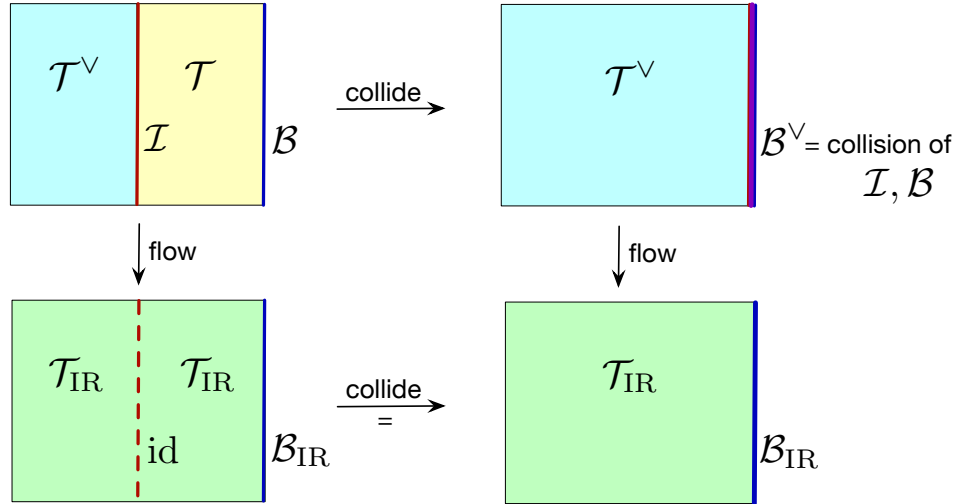 𝒯^∨ 𝒯 collide 𝒯^∨
ℐ ℬ ℬ^∨ = collision of
ℐ, ℬ
flow flow
𝒯_IR 𝒯_IR collide 𝒯_IR
=
id ℬ_IR ℬ_IR